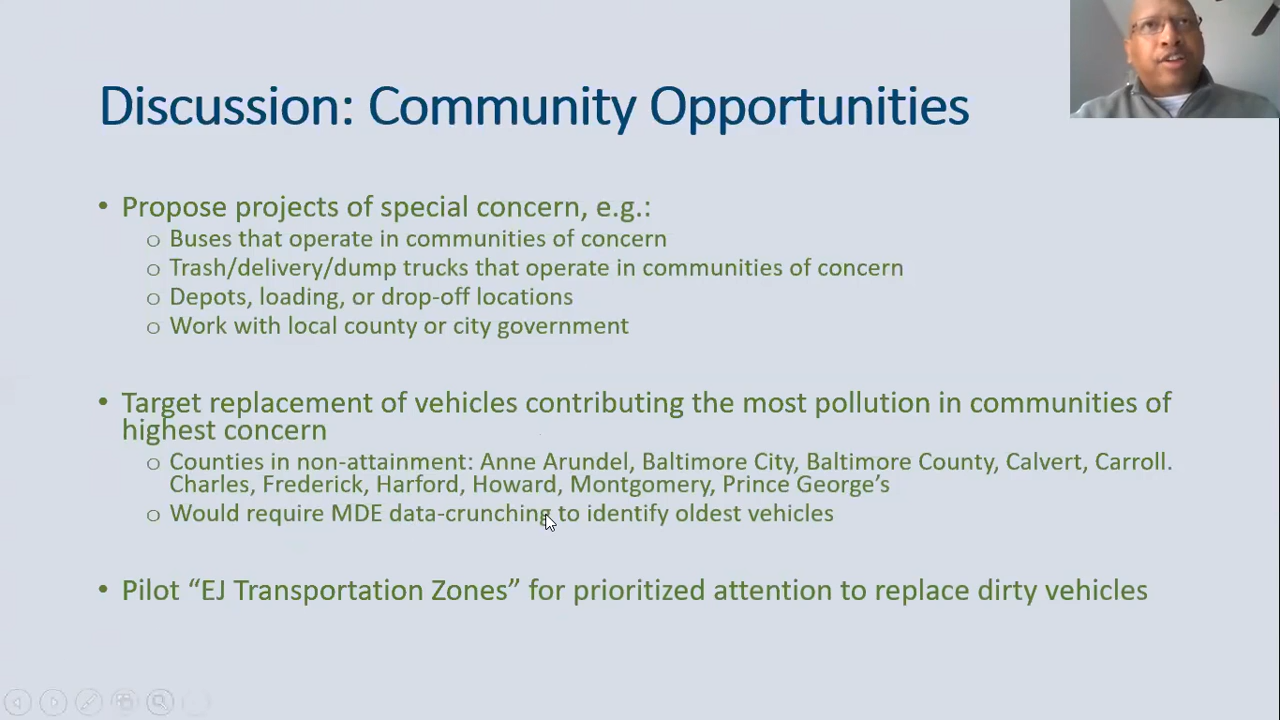 Discussion: Community Opportunities
• Propose projects of special concern, e.g.:
o Buses that operate in communities of concern
o Trash/delivery/dump trucks that operate in communities of concern
o Depots, loading, or drop-off locations
o Work with local county or city government
• Target replacement of vehicles contributing the most pollution in communities of
highest concern
o Counties in non-attainment: Anne Arundel, Baltimore City, Baltimore County, Calvert, Carroll.
Charles, Frederick, Harford, Howard, Montgomery, Prince George’s
o Would require MDE data-crunching to identify oldest vehicles
• Pilot “EJ Transportation Zones” for prioritized attention to replace dirty vehicles